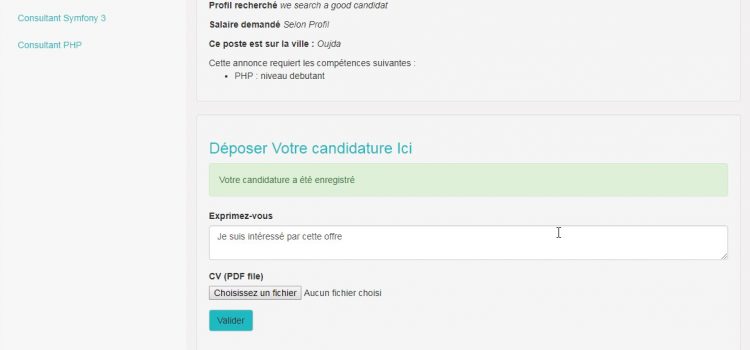 Consultant Symfony 3
Consultant PHP
Profil recherché we search a good candidat
Salaire demandé Selon Profil
Ce poste est sur la ville : Oujda
Cette annonce requiert les compétences suivantes :
PHP : niveau debutant
Déposer Votre candidature Ici
Votre candidature a été enregistré
Exprimez-vous
Je suis intéressé par cette offre
CV (PDF file)
Choisissez un fichier Aucun fichier choisi
Valider